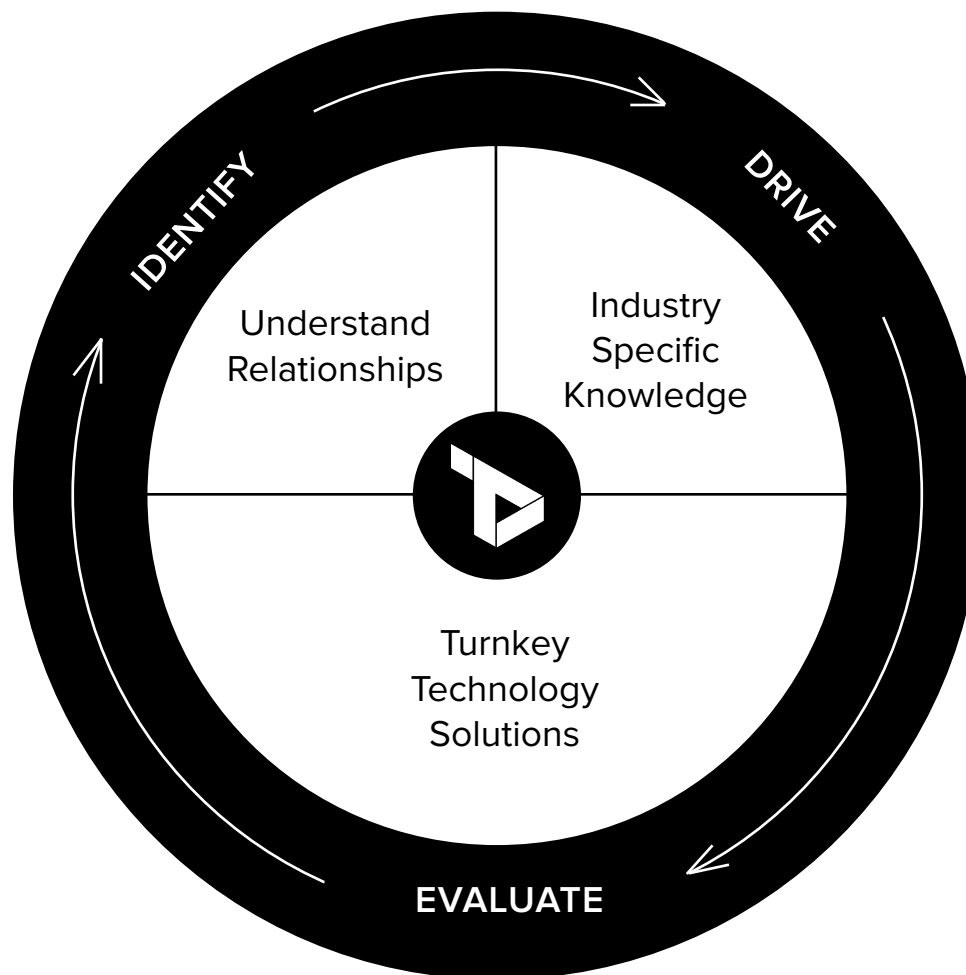 IDENTIFY
DRIVE
Understand
Relationships
Industry
Specific
Knowledge
Turnkey
Technology
Solutions
EVALUATE